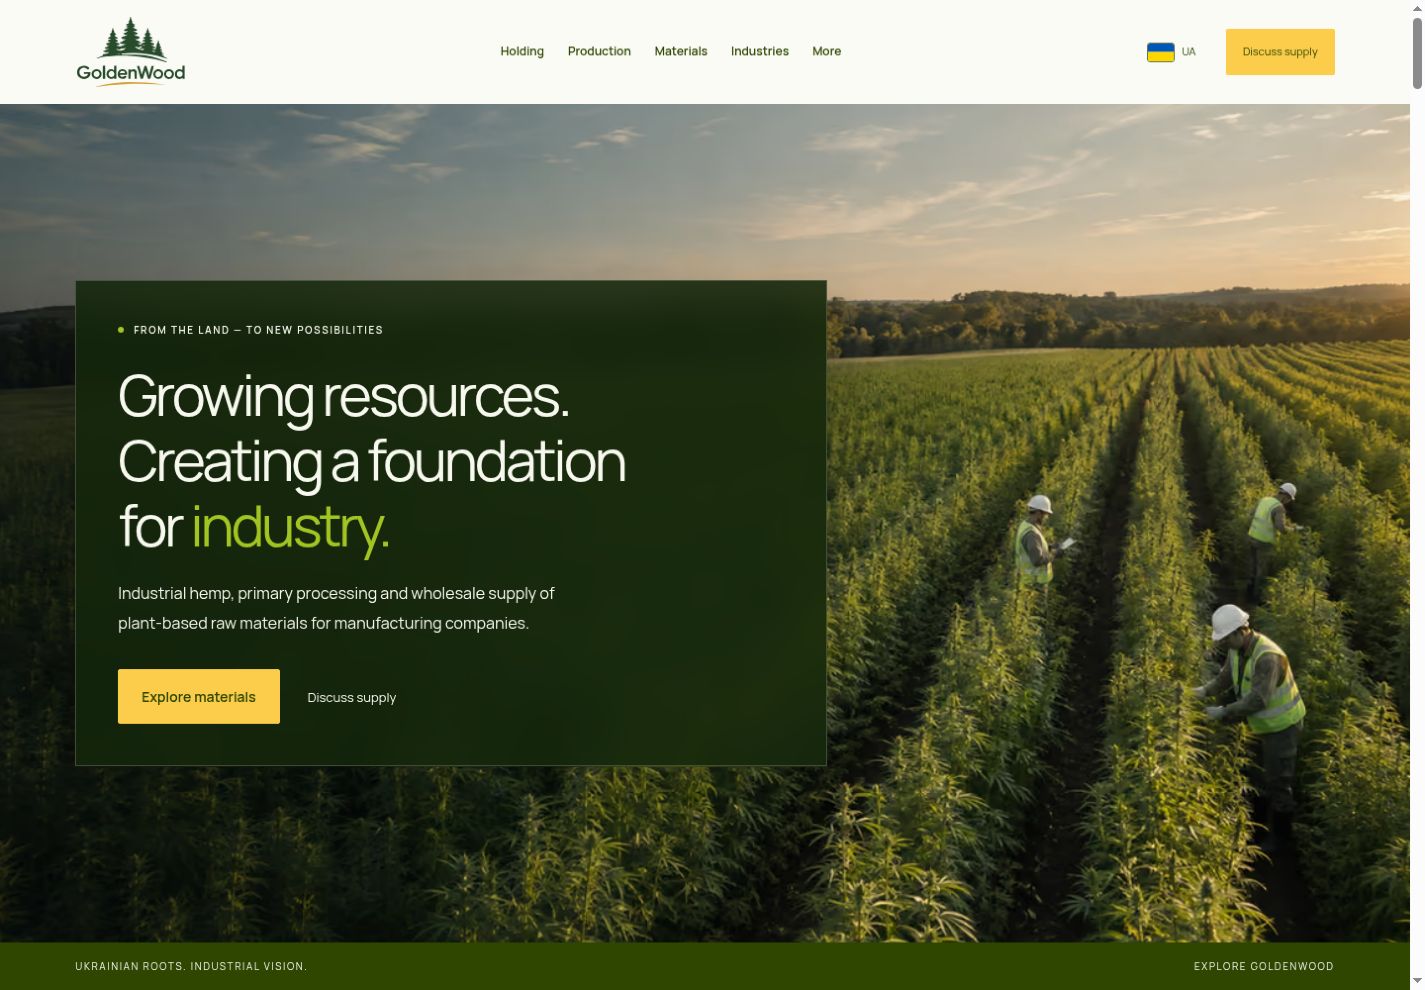 GoldenWood
Holding
Production
Materials
Industries
More
UA
Discuss supply
FROM THE LAND — TO NEW POSSIBILITIES
Growing resources.
Creating a foundation
for industry.
Industrial hemp, primary processing and wholesale supply of
plant-based raw materials for manufacturing companies.
Explore materials
Discuss supply
UKRAINIAN ROOTS. INDUSTRIAL VISION.
EXPLORE GOLDENWOOD